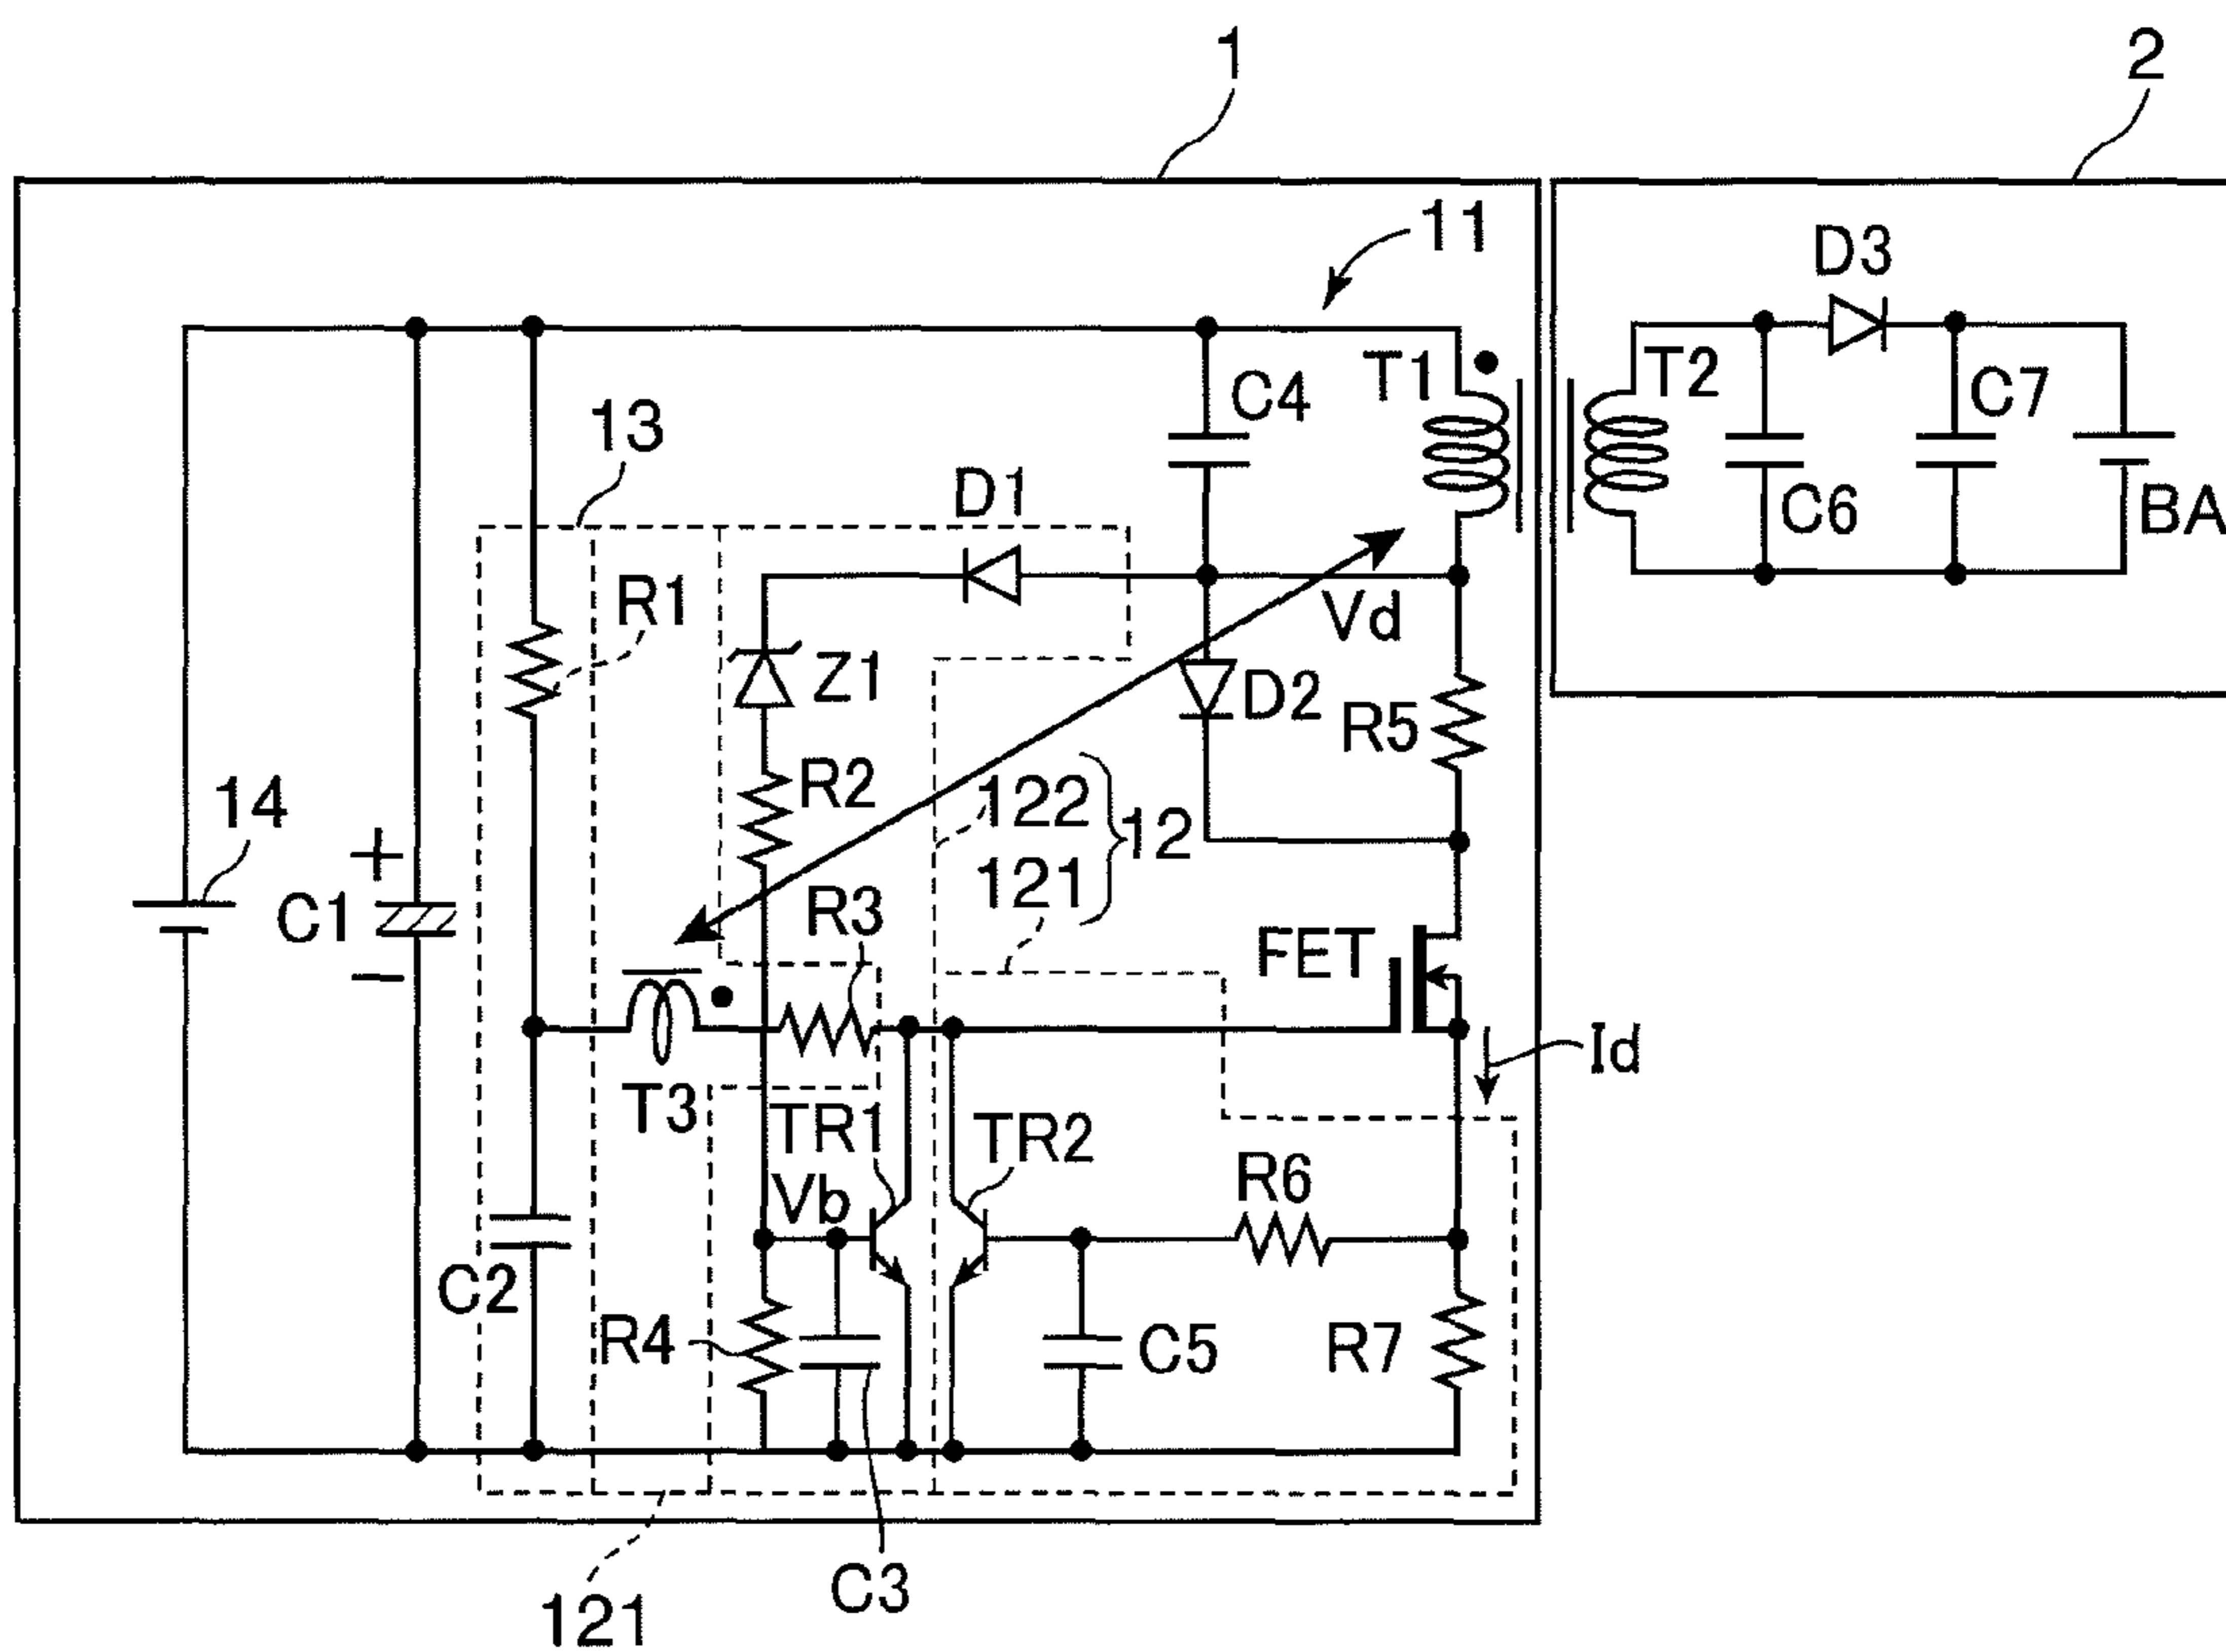 1
2
11
D3
T1
T2
C4
C7
13
D1
C6
BA
R1
Vd
Z1
D2
R5
R2
122
12
14
121
+
C1
R3
FET
−
Id
T3
TR1
TR2
Vb
R6
C2
R4
C5
R7
C3
121